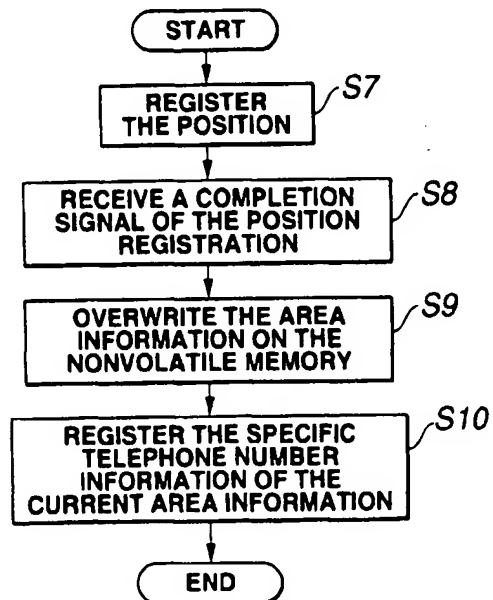 START
REGISTER
THE POSITION
S7
RECEIVE A COMPLETION
SIGNAL OF THE POSITION
REGISTRATION
S8
OVERWRITE THE AREA
INFORMATION ON THE
NONVOLATILE MEMORY
S9
REGISTER THE SPECIFIC
TELEPHONE NUMBER
INFORMATION OF THE
CURRENT AREA INFORMATION
S10
END